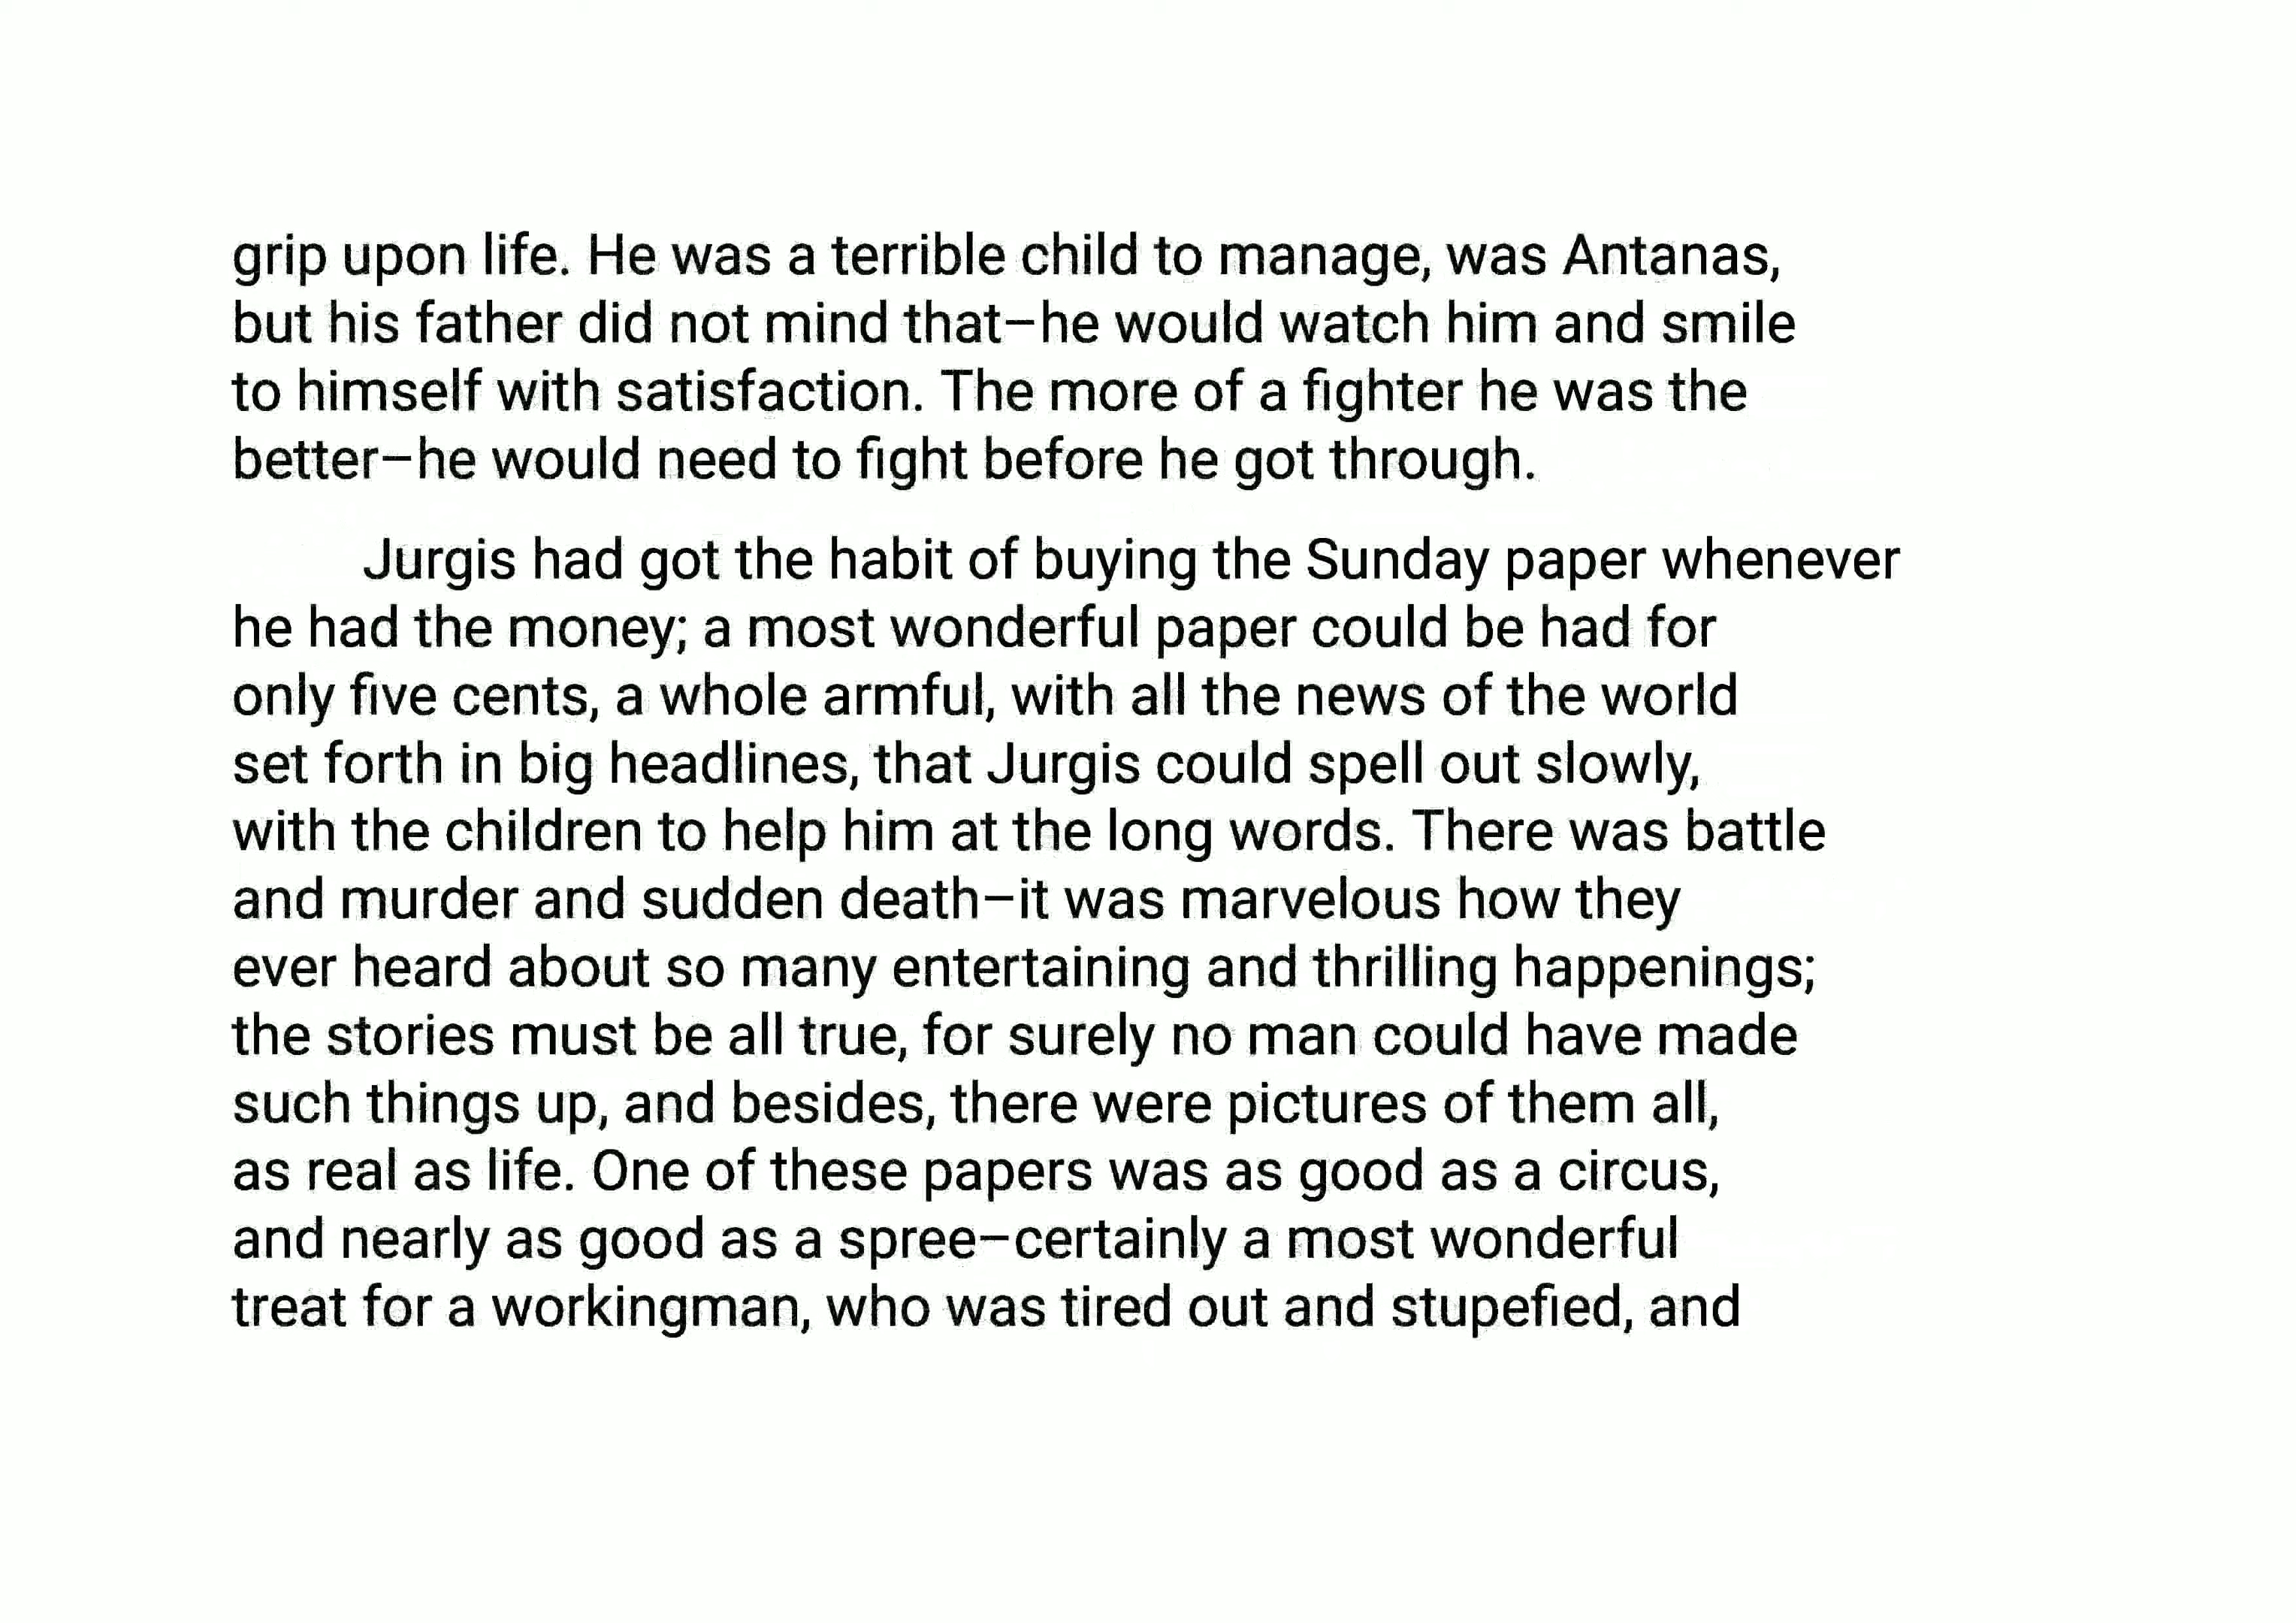 grip upon life. He was a terrible child to manage, was Antanas,
but his father did not mind that–he would watch him and smile
to himself with satisfaction. The more of a fighter he was the
better–he would need to fight before he got through.
Jurgis had got the habit of buying the Sunday paper whenever
he had the money; a most wonderful paper could be had for
only five cents, a whole armful, with all the news of the world
set forth in big headlines, that Jurgis could spell out slowly,
with the children to help him at the long words. There was battle
and murder and sudden death–it was marvelous how they
ever heard about so many entertaining and thrilling happenings;
the stories must be all true, for surely no man could have made
such things up, and besides, there were pictures of them all,
as real as life. One of these papers was as good as a circus,
and nearly as good as a spree–certainly a most wonderful
treat for a workingman, who was tired out and stupefied, and